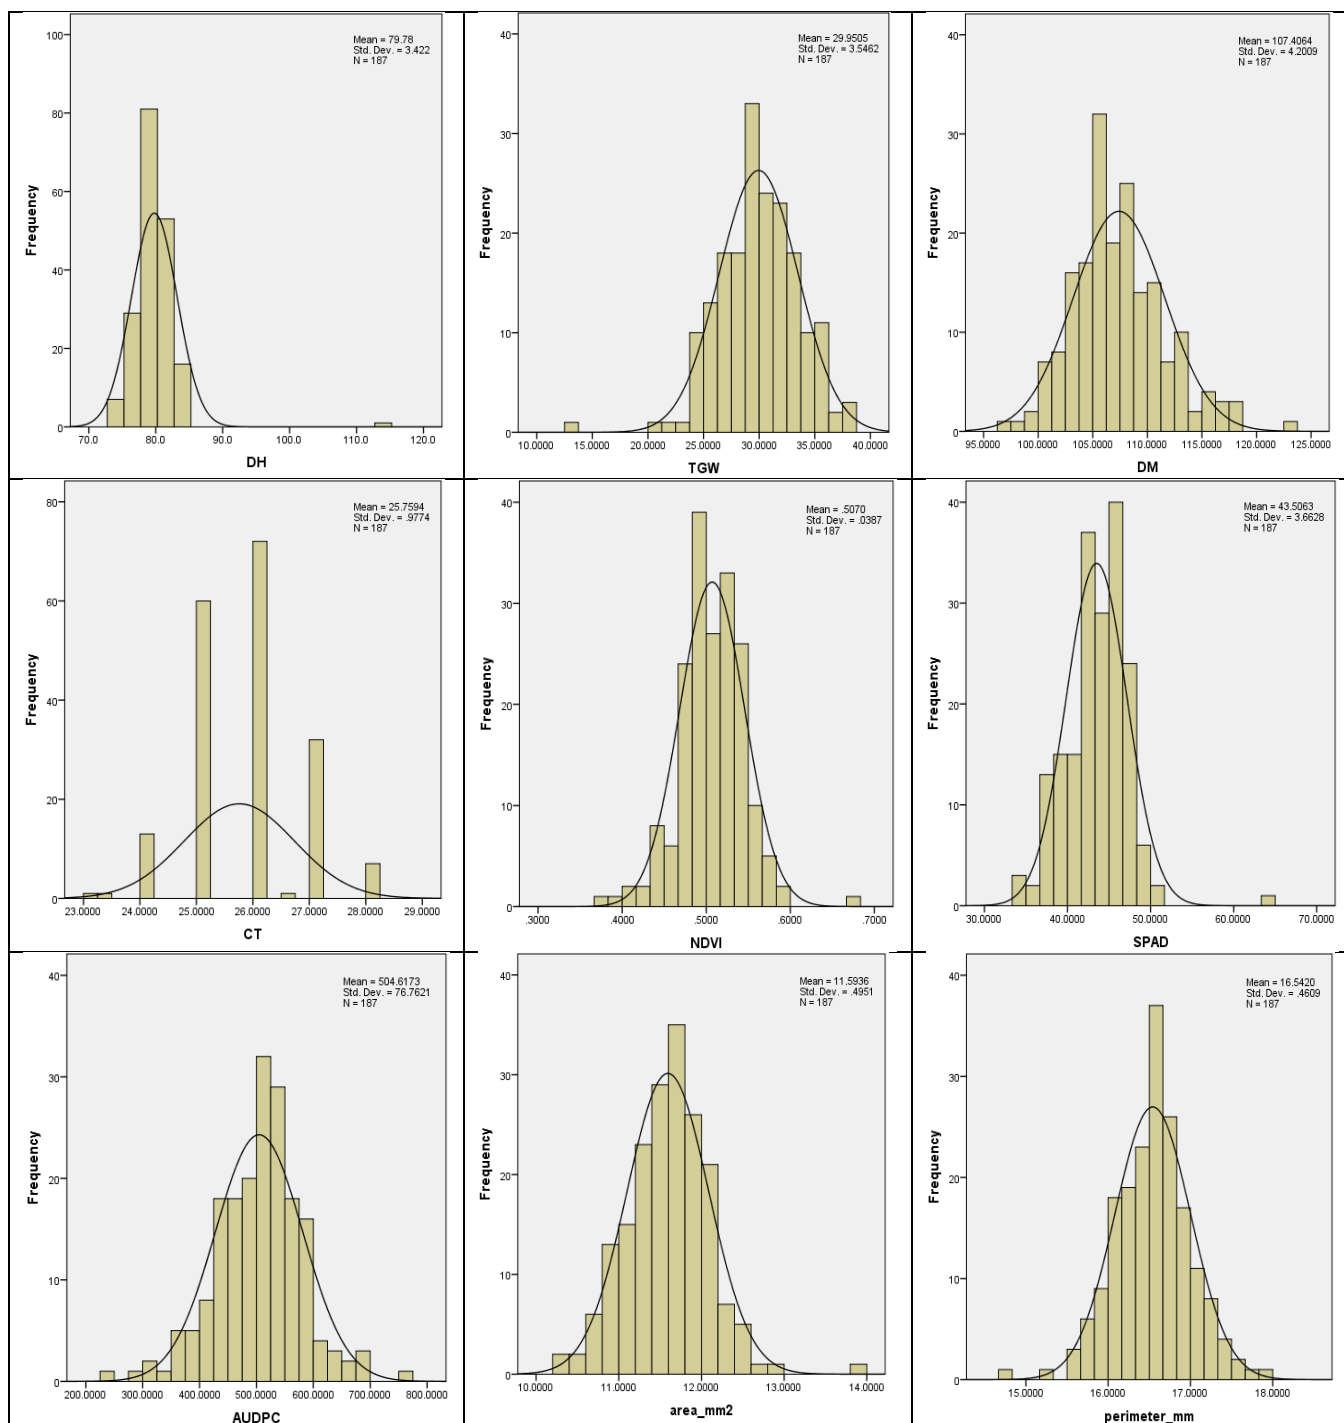 Mean = 79.78
Std. Dev. = 3.422
N = 187
100
80
60
40
20
0
Frequency
70.0 80.0 90.0 100.0 110.0 120.0
DH
Mean = 29.9505
Std. Dev. = 3.5462
N = 187
40
30
20
10
0
Frequency
10.0000 15.0000 20.0000 25.0000 30.0000 35.0000 40.0000
TGW
Mean = 107.4064
Std. Dev. = 4.2009
N = 187
40
30
20
10
0
Frequency
95.0000 100.0000 105.0000 110.0000 115.0000 120.0000 125.0000
DM
Mean = 25.7594
Std. Dev. = .9774
N = 187
80
60
40
20
0
Frequency
23.0000 24.0000 25.0000 26.0000 27.0000 28.0000 29.0000
CT
Mean = .5070
Std. Dev. = .0387
N = 187
40
30
20
10
0
Frequency
.3000 .4000 .5000 .6000 .7000
NDVI
Mean = 43.5063
Std. Dev. = 3.6628
N = 187
40
30
20
10
0
Frequency
30.0000 40.0000 50.0000 60.0000 70.0000
SPAD
Mean = 504.6173
Std. Dev. = 76.7621
N = 187
40
30
20
10
0
Frequency
200.0000 300.0000 400.0000 500.0000 600.0000 700.0000 800.0000
AUDPC
Mean = 11.5936
Std. Dev. = .4951
N = 187
40
30
20
10
0
Frequency
10.0000 11.0000 12.0000 13.0000 14.0000
area_mm2
Mean = 16.5420
Std. Dev. = .4609
N = 187
40
30
20
10
0
Frequency
15.0000 16.0000 17.0000 18.0000
perimeter_mm